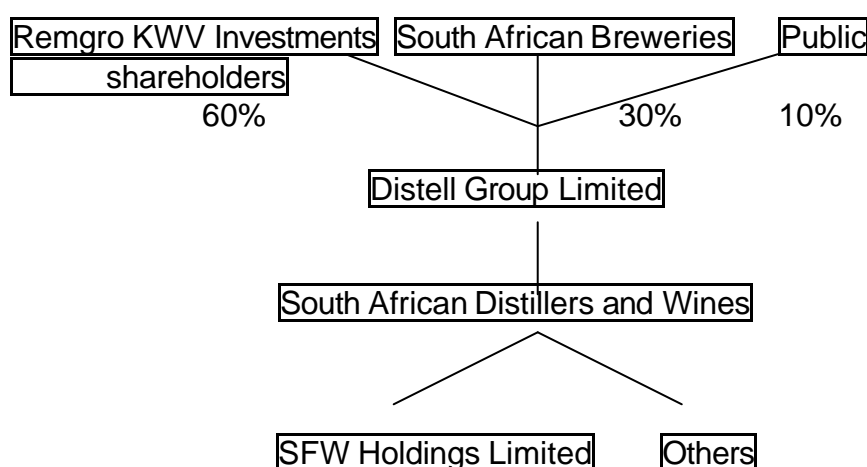 Remgro KWV Investments South African Breweries Public
shareholders
60% 30% 10%
Distell Group Limited
South African Distillers and Wines
SFW Holdings Limited Others